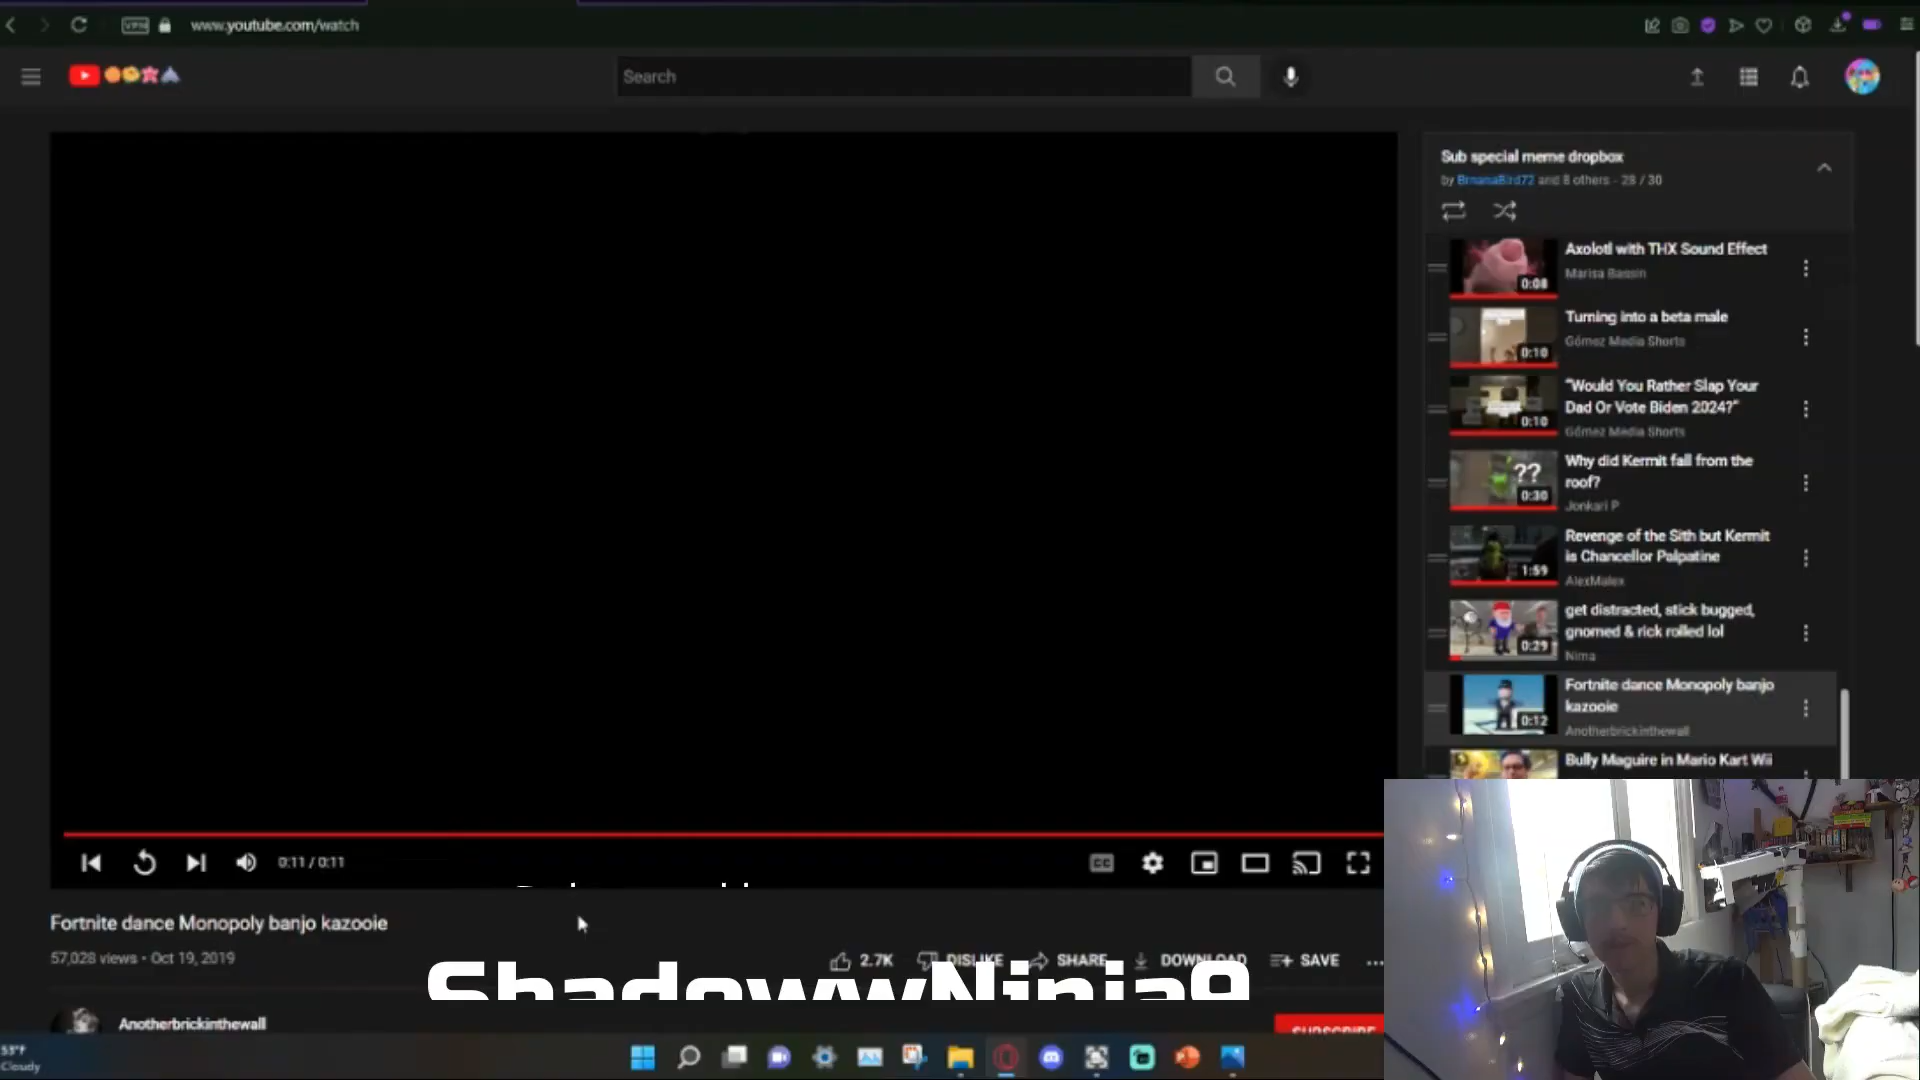 VPN
www.youtube.com/watch
Search
Sub special meme dropbox
by BrnanaBird72 and 8 others - 28 / 30
Axolotl with THX Sound Effect
Marisa Bassin
0:08
Turning into a beta male
Gómez Media Shorts
0:10
"Would You Rather Slap Your
Dad Or Vote Biden 2024?"
Gómez Media Shorts
0:10
Why did Kermit fall from the
roof?
Jonkari P
??
0:30
Revenge of the Sith but Kermit
is Chancellor Palpatine
AlexMalex
1:59
get distracted, stick bugged,
gnomed & rick rolled lol
Nima
0:29
Fortnite dance Monopoly banjo
kazooie
Anotherbrickinthewall
0:12
Bully Maguire in Mario Kart Wii
0:11 / 0:11
CC
Fortnite dance Monopoly banjo kazooie
57,028 views • Oct 19, 2019
2.7K
DISLIKE
SHARE
DOWNLOAD
SAVE
ShadowwNinja9
Anotherbrickinthewall
SUBSCRIBE
53°F
Cloudy